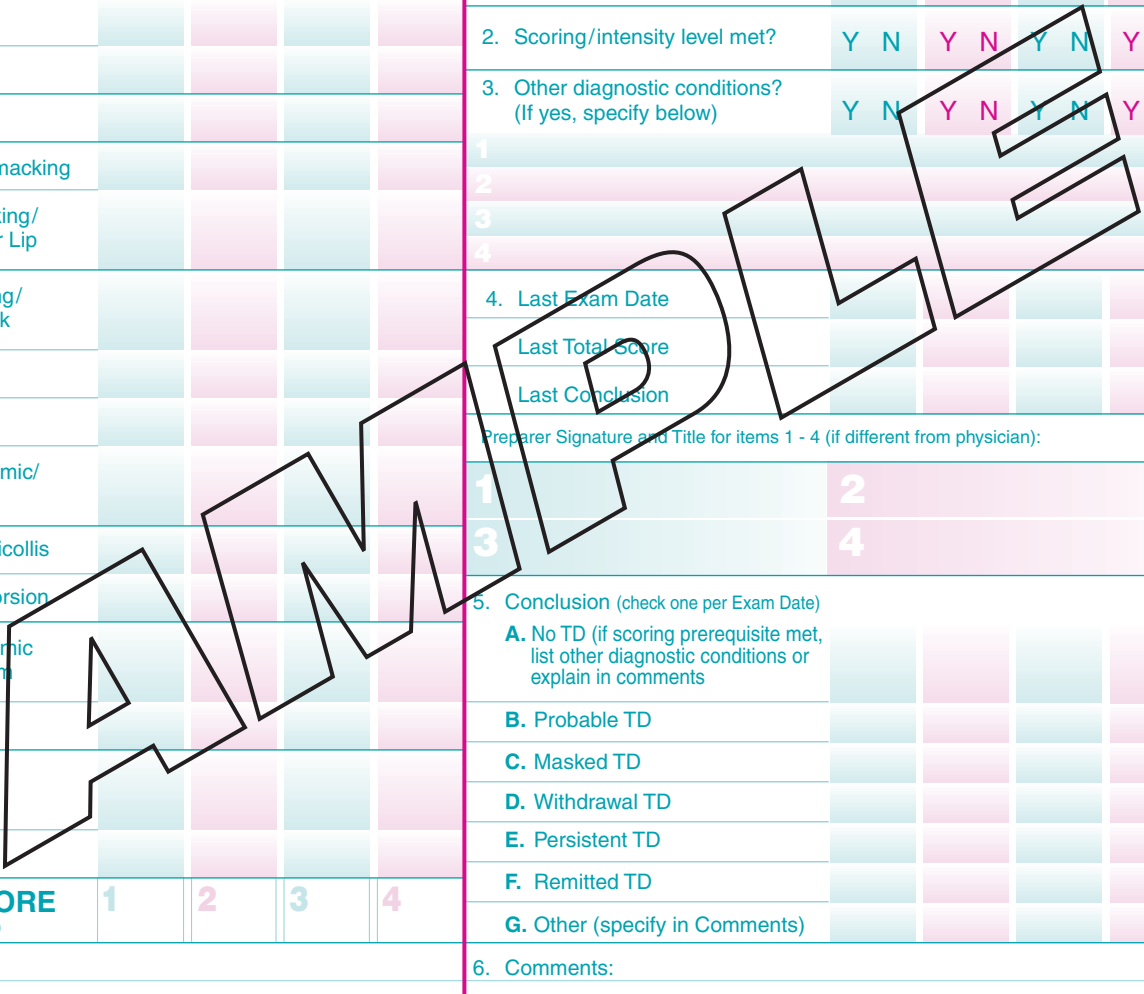 macking
king/
r Lip
g/
k
mic/
icollis
orsion
mic
m
ORE
1 2 3 4
2. Scoring/intensity level met? Y N Y N Y N Y
3. Other diagnostic conditions?
(If yes, specify below) Y N Y N Y N Y
1
2
3
4
4. Last Exam Date
Last Total Score
Last Conclusion
Preparer Signature and Title for items 1 - 4 (if different from physician):
1 2
3 4
5. Conclusion (check one per Exam Date)
A. No TD (if scoring prerequisite met,
list other diagnostic conditions or
explain in comments
B. Probable TD
C. Masked TD
D. Withdrawal TD
E. Persistent TD
F. Remitted TD
G. Other (specify in Comments)
6. Comments:
AMPLE